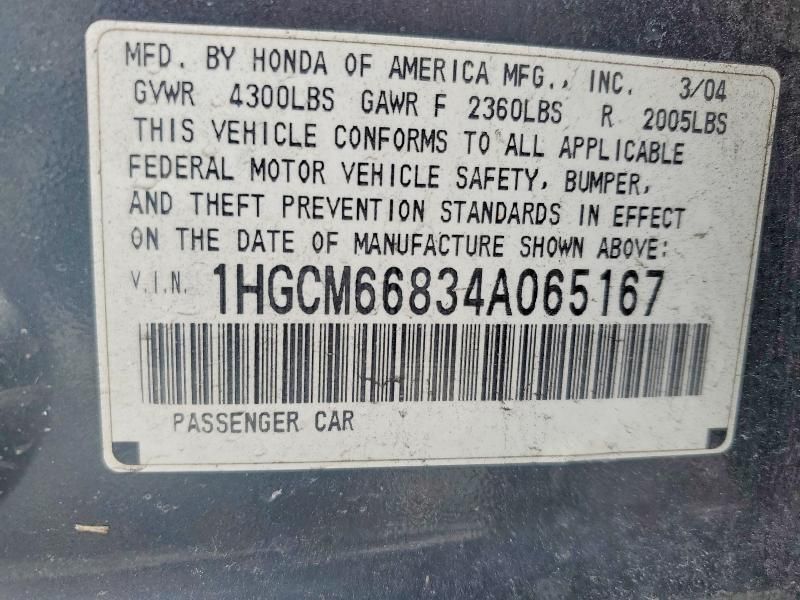 MFD. BY HONDA OF AMERICA MFG., INC. 3/04
GVWR 4300LBS GAWR F 2360LBS R 2005LBS
THIS VEHICLE CONFORMS TO ALL APPLICABLE
FEDERAL MOTOR VEHICLE SAFETY, BUMPER,
AND THEFT PREVENTION STANDARDS IN EFFECT
ON THE DATE OF MANUFACTURE SHOWN ABOVE:
V.I.N. 1HGCM66834A065167
PASSENGER CAR